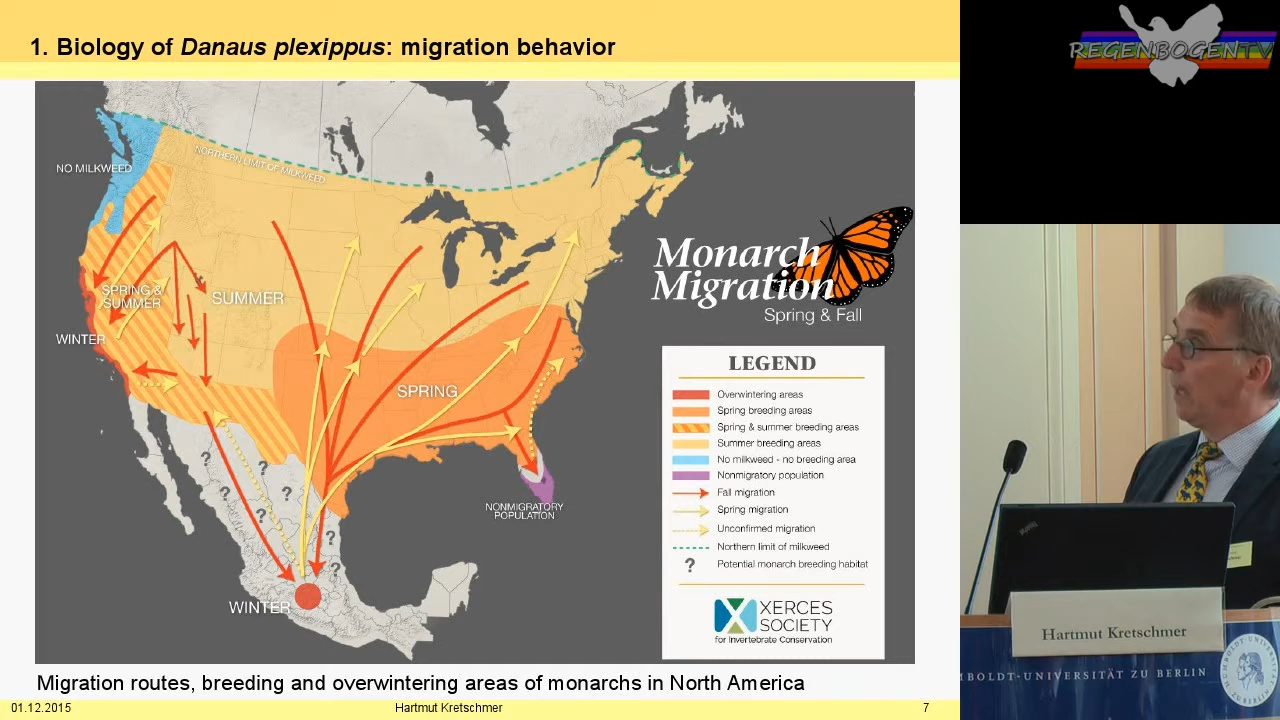 1. Biology of Danaus plexippus: migration behavior
REGENBOGENTV
NO MILKWEED
NORTHERN LIMIT OF MILKWEED
SPRING &
SUMMER
SUMMER
WINTER
SPRING
NONMIGRATORY
POPULATION
WINTER
?
?
?
?
?
?
?
Monarch
Migration
Spring & Fall
LEGEND
Overwintering areas
Spring breeding areas
Spring & summer breeding areas
Summer breeding areas
No milkweed - no breeding area
Nonmigratory population
Fall migration
Spring migration
Unconfirmed migration
Northern limit of milkweed
? Potential monarch breeding habitat
XERCES
SOCIETY
for Invertebrate Conservation
Migration routes, breeding and overwintering areas of monarchs in North America
01.12.2015 Hartmut Kretschmer 7
Hartmut Kretschmer
MBOLDT-UNIVERSITÄT ZU BERLIN